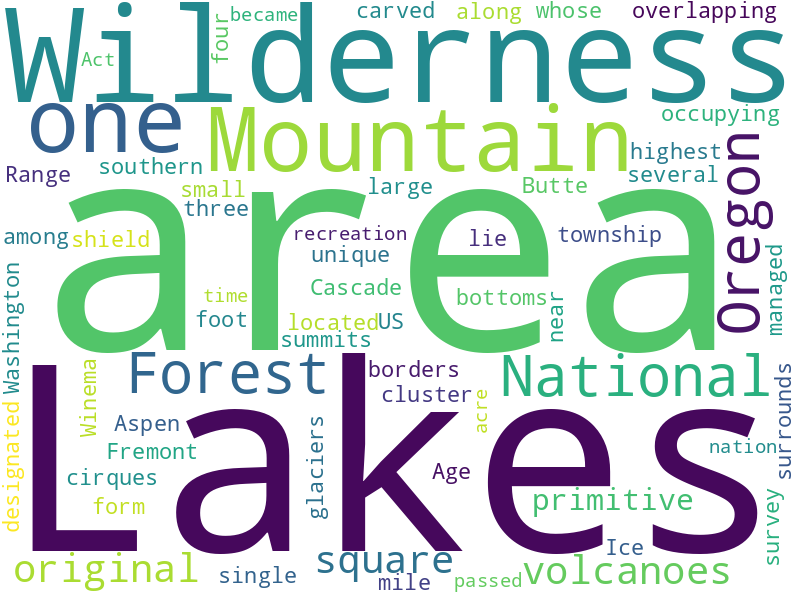 became carved along whose overlapping
Wilderness
four
Act
one Mountain occupying
Oregon
highest
Range southern several
small large Butte
three
area
among shield recreation lie township
unique
Washington time Cascade bottoms near managed
foot located US
summits
Forest borders National
Winema cluster surrounds
designated Aspen acre
Lakes
Fremont glaciers nation
cirques Age
form primitive survey
Ice
original single square volcanoes
mile passed